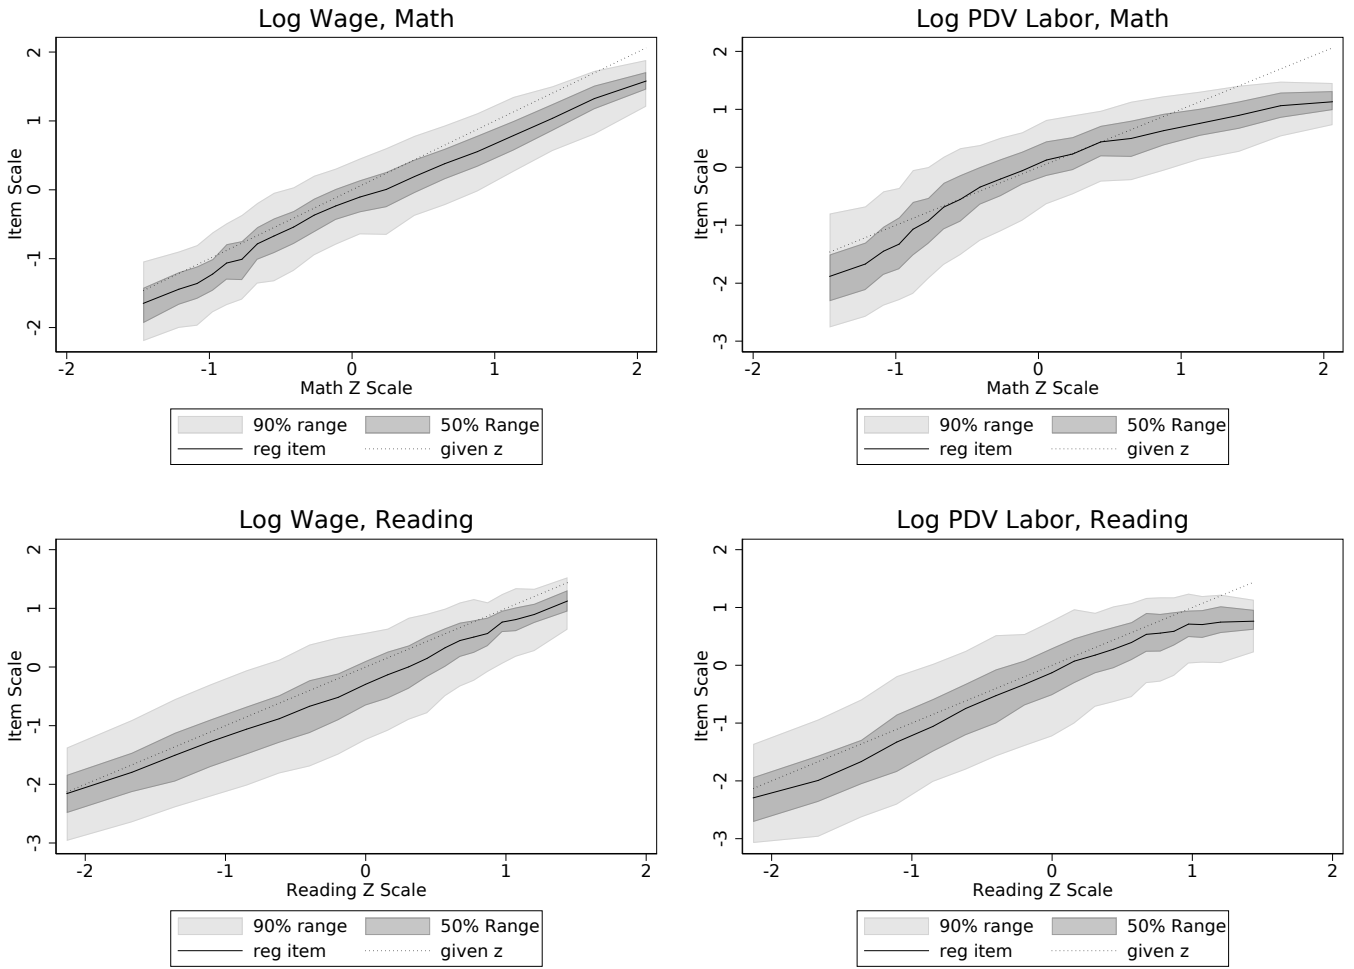 Log Wage, Math
2
1
0
-1
-2
Item Scale
-2 -1 0 1 2
Math Z Scale
90% range 50% Range
reg item given z
Log PDV Labor, Math
2
1
0
-1
-2
-3
Item Scale
-2 -1 0 1 2
Math Z Scale
90% range 50% Range
reg item given z
Log Wage, Reading
2
1
0
-1
-2
-3
Item Scale
-2 -1 0 1 2
Reading Z Scale
90% range 50% Range
reg item given z
Log PDV Labor, Reading
2
1
0
-1
-2
-3
Item Scale
-2 -1 0 1 2
Reading Z Scale
90% range 50% Range
reg item given z